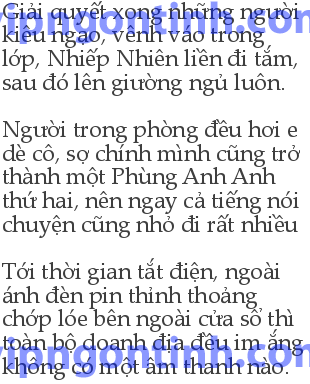 Giải quyết xong những người
kiêu ngạo, vênh váo trong
lớp, Nhiếp Nhiên liền đi tắm,
sau đó lên giường ngủ luôn.
Người trong phòng đều hơi e
dè cô, sợ chính mình cũng trở
thành một Phùng Anh Anh
thứ hai, nên ngay cả tiếng nói
chuyện cũng nhỏ đi rất nhiều
Tới thời gian tắt điện, ngoài
ánh đèn pin thỉnh thoảng
chớp lóe bên ngoài cửa sổ thì
toàn bộ doanh địa đều im ắng
không có một âm thanh nào.